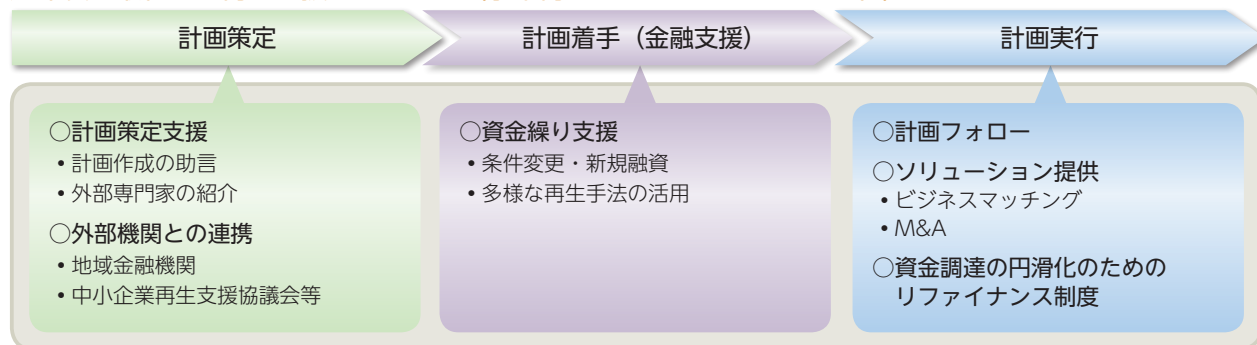 計画策定
計画着手（金融支援）
計画実行
○計画策定支援
• 計画作成の助言
• 外部専門家の紹介
○外部機関との連携
• 地域金融機関
• 中小企業再生支援協議会等
○資金繰り支援
• 条件変更・新規融資
• 多様な再生手法の活用
○計画フォロー
○ソリューション提供
• ビジネスマッチング
• M&A
○資金調達の円滑化のための
リファイナンス制度